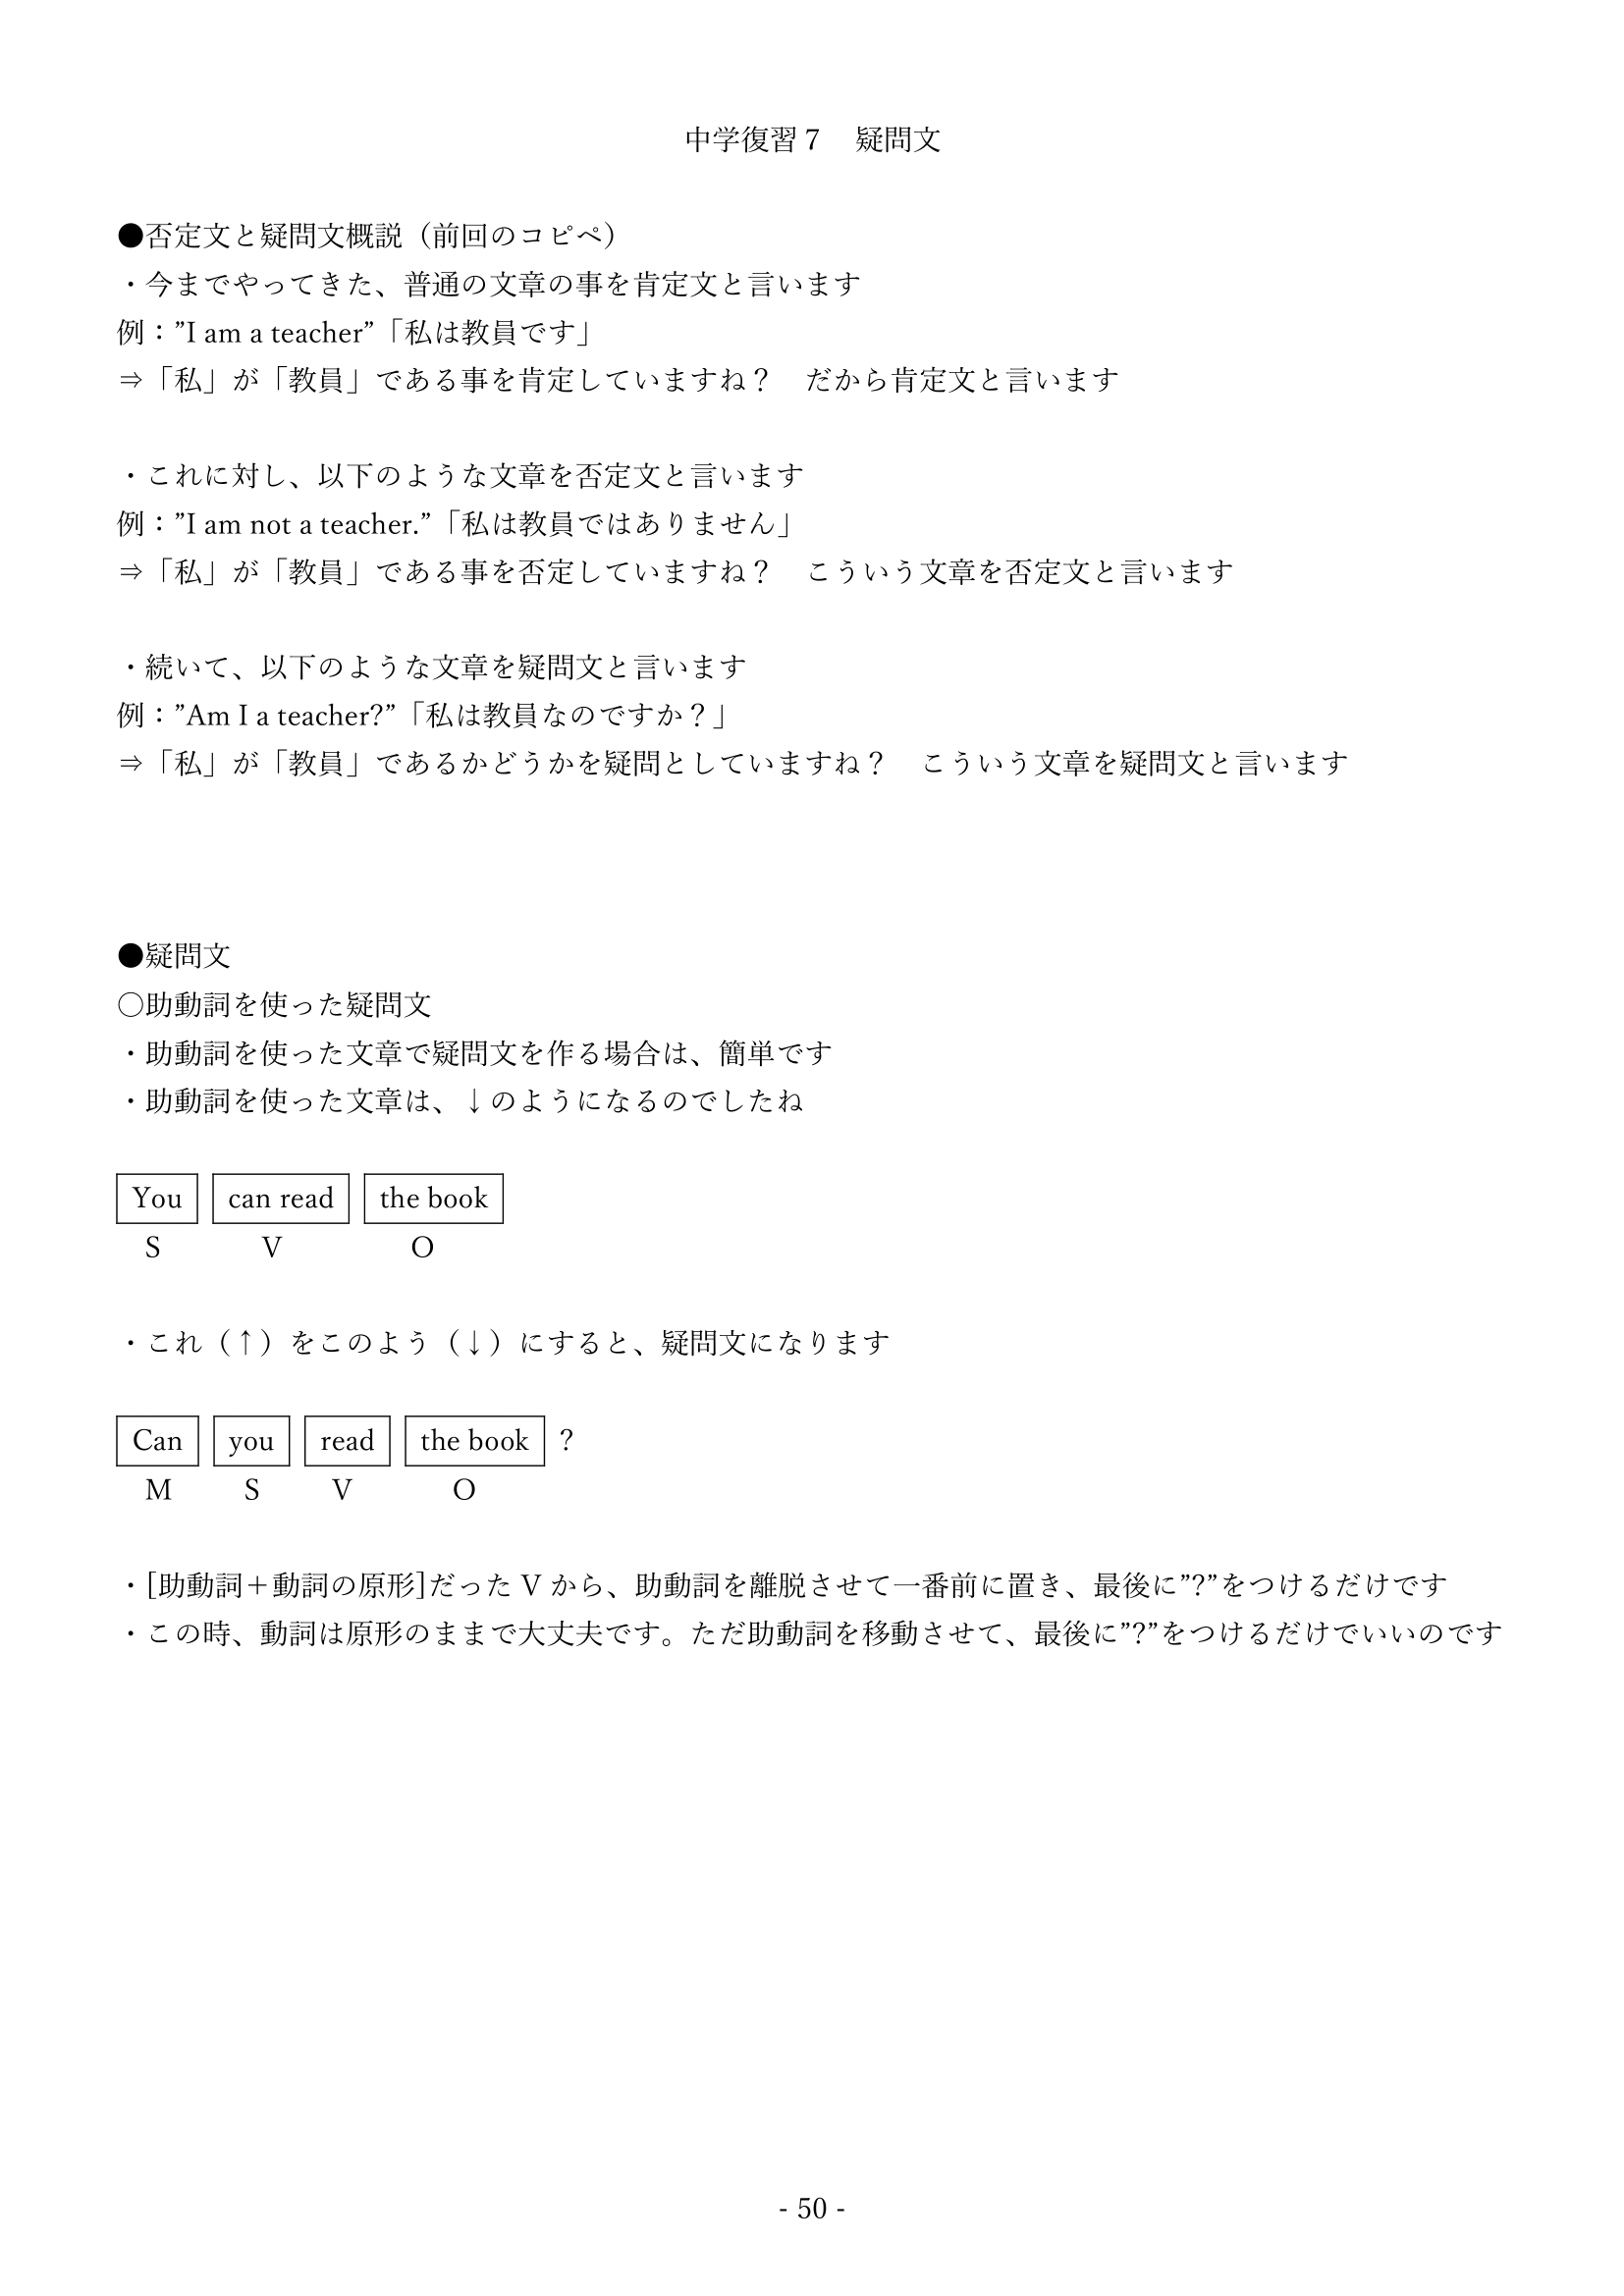 中学復習７　疑問文
●否定文と疑問文概説（前回のコピペ）
・今までやってきた、普通の文章の事を肯定文と言います
例：”I am a teacher”「私は教員です」
⇒「私」が「教員」である事を肯定していますね？　だから肯定文と言います
・これに対し、以下のような文章を否定文と言います
例：”I am not a teacher.”「私は教員ではありません」
⇒「私」が「教員」である事を否定していますね？　こういう文章を否定文と言います
・続いて、以下のような文章を疑問文と言います
例：”Am I a teacher?”「私は教員なのですか？」
⇒「私」が「教員」であるかどうかを疑問としていますね？　こういう文章を疑問文と言います
●疑問文
○助動詞を使った疑問文
・助動詞を使った文章で疑問文を作る場合は、簡単です
・助動詞を使った文章は、↓のようになるのでしたね
You can read the book
S V O
・これ（↑）をこのよう（↓）にすると、疑問文になります
Can you read the book ?
M S V O
・[助動詞＋動詞の原形]だった V から、助動詞を離脱させて一番前に置き、最後に”?”をつけるだけです
・この時、動詞は原形のままで大丈夫です。ただ助動詞を移動させて、最後に”?”をつけるだけでいいのです
- 50 -